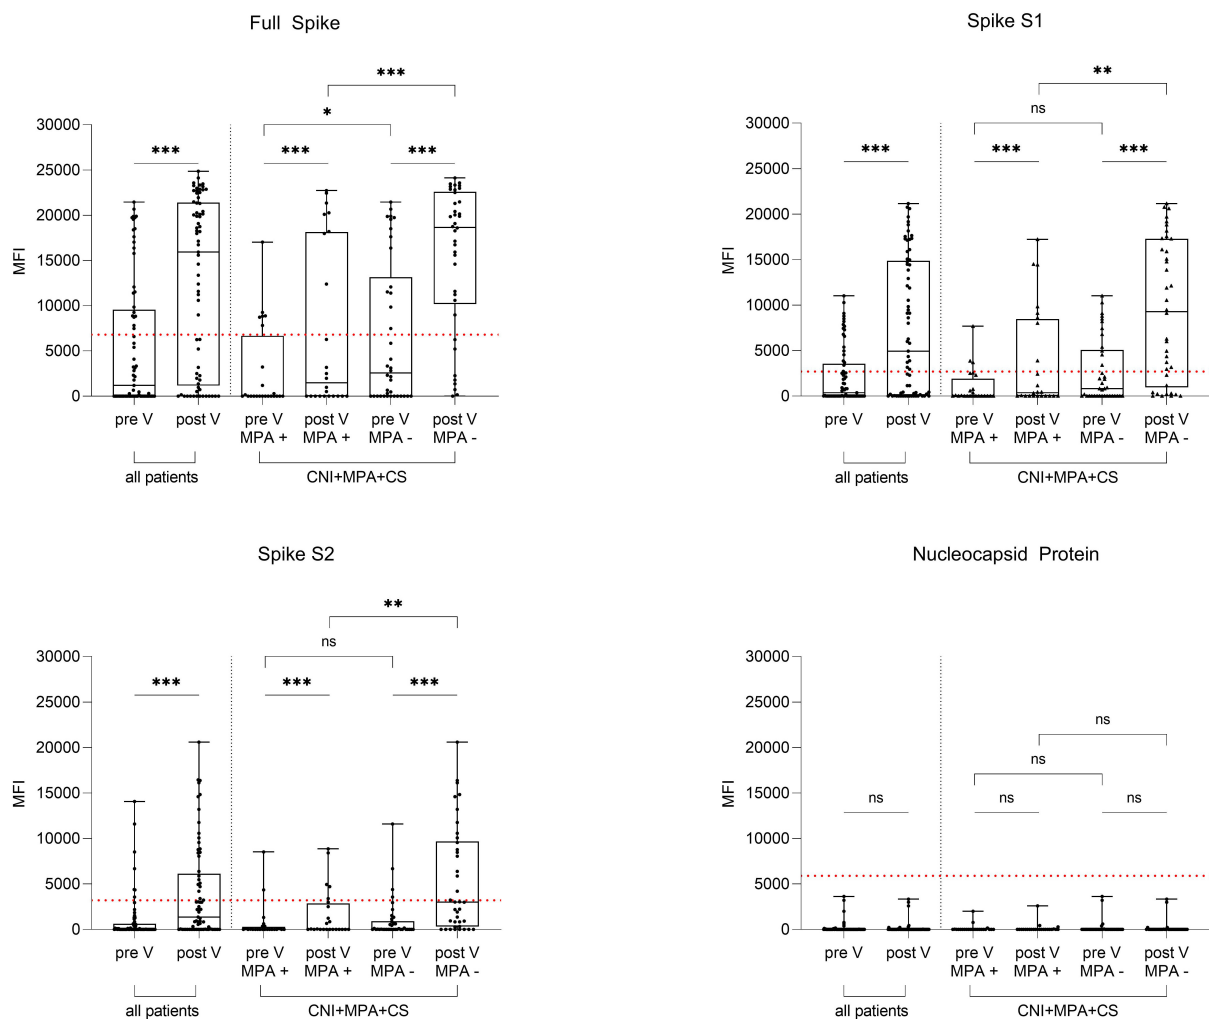 Full Spike
***
*
30000
***
***
***
25000
20000
MFI
15000
10000
5000
0
pre V
post V
pre V
post V
pre V
post V
MPA +
MPA +
MPA -
MPA -
all patients
CNI+MPA+CS
Spike S1
**
ns
30000
***
***
***
25000
20000
MFI
15000
10000
5000
0
pre V
post V
pre V
post V
pre V
post V
MPA +
MPA +
MPA -
MPA -
all patients
CNI+MPA+CS
Spike S2
**
ns
30000
***
***
***
25000
20000
MFI
15000
10000
5000
0
pre V
post V
pre V
post V
pre V
post V
MPA +
MPA +
MPA -
MPA -
all patients
CNI+MPA+CS
Nucleocapsid Protein
30000
25000
ns
20000
ns
MFI
15000
ns
ns
ns
10000
5000
0
pre V
post V
pre V
post V
pre V
post V
MPA +
MPA +
MPA -
MPA -
all patients
CNI+MPA+CS